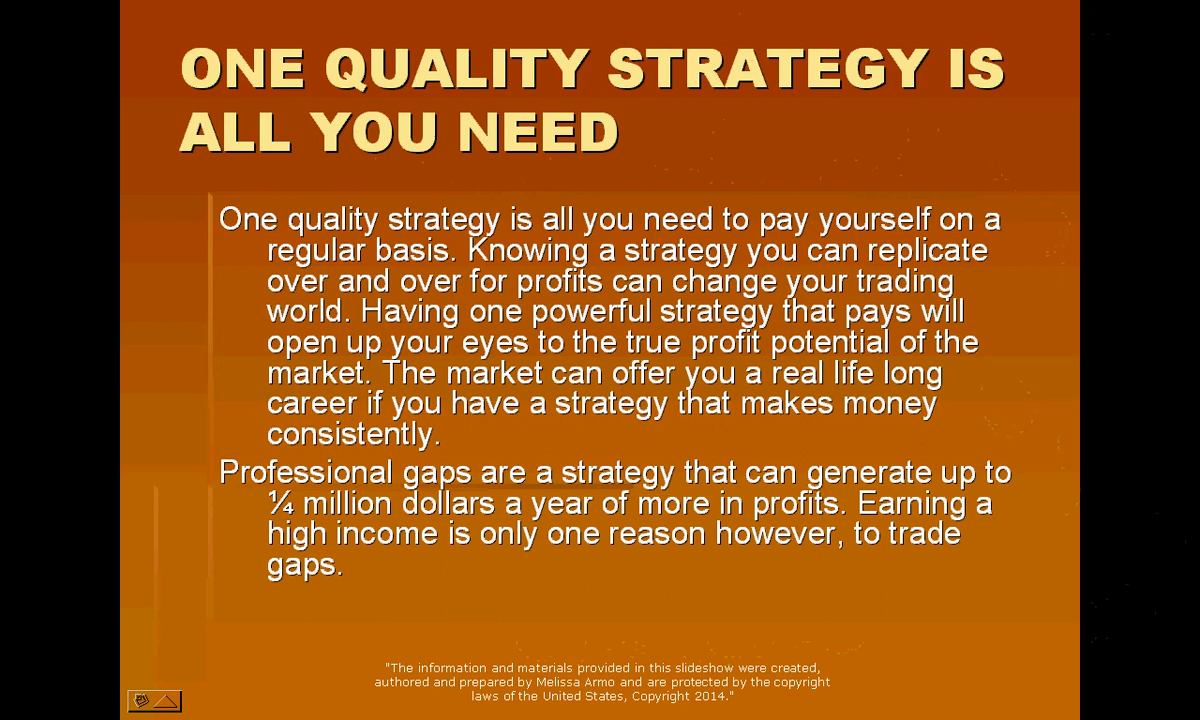 ONE QUALITY STRATEGY IS
ALL YOU NEED
One quality strategy is all you need to pay yourself on a
regular basis. Knowing a strategy you can replicate
over and over for profits can change your trading
world. Having one powerful strategy that pays will
open up your eyes to the true profit potential of the
market. The market can offer you a real life long
career if you have a strategy that makes money
consistently.
Professional gaps are a strategy that can generate up to
¼ million dollars a year of more in profits. Earning a
high income is only one reason however, to trade
gaps.
"The information and materials provided in this slideshow were created,
authored and prepared by Melissa Armo and are protected by the copyright
laws of the United States, Copyright 2014."